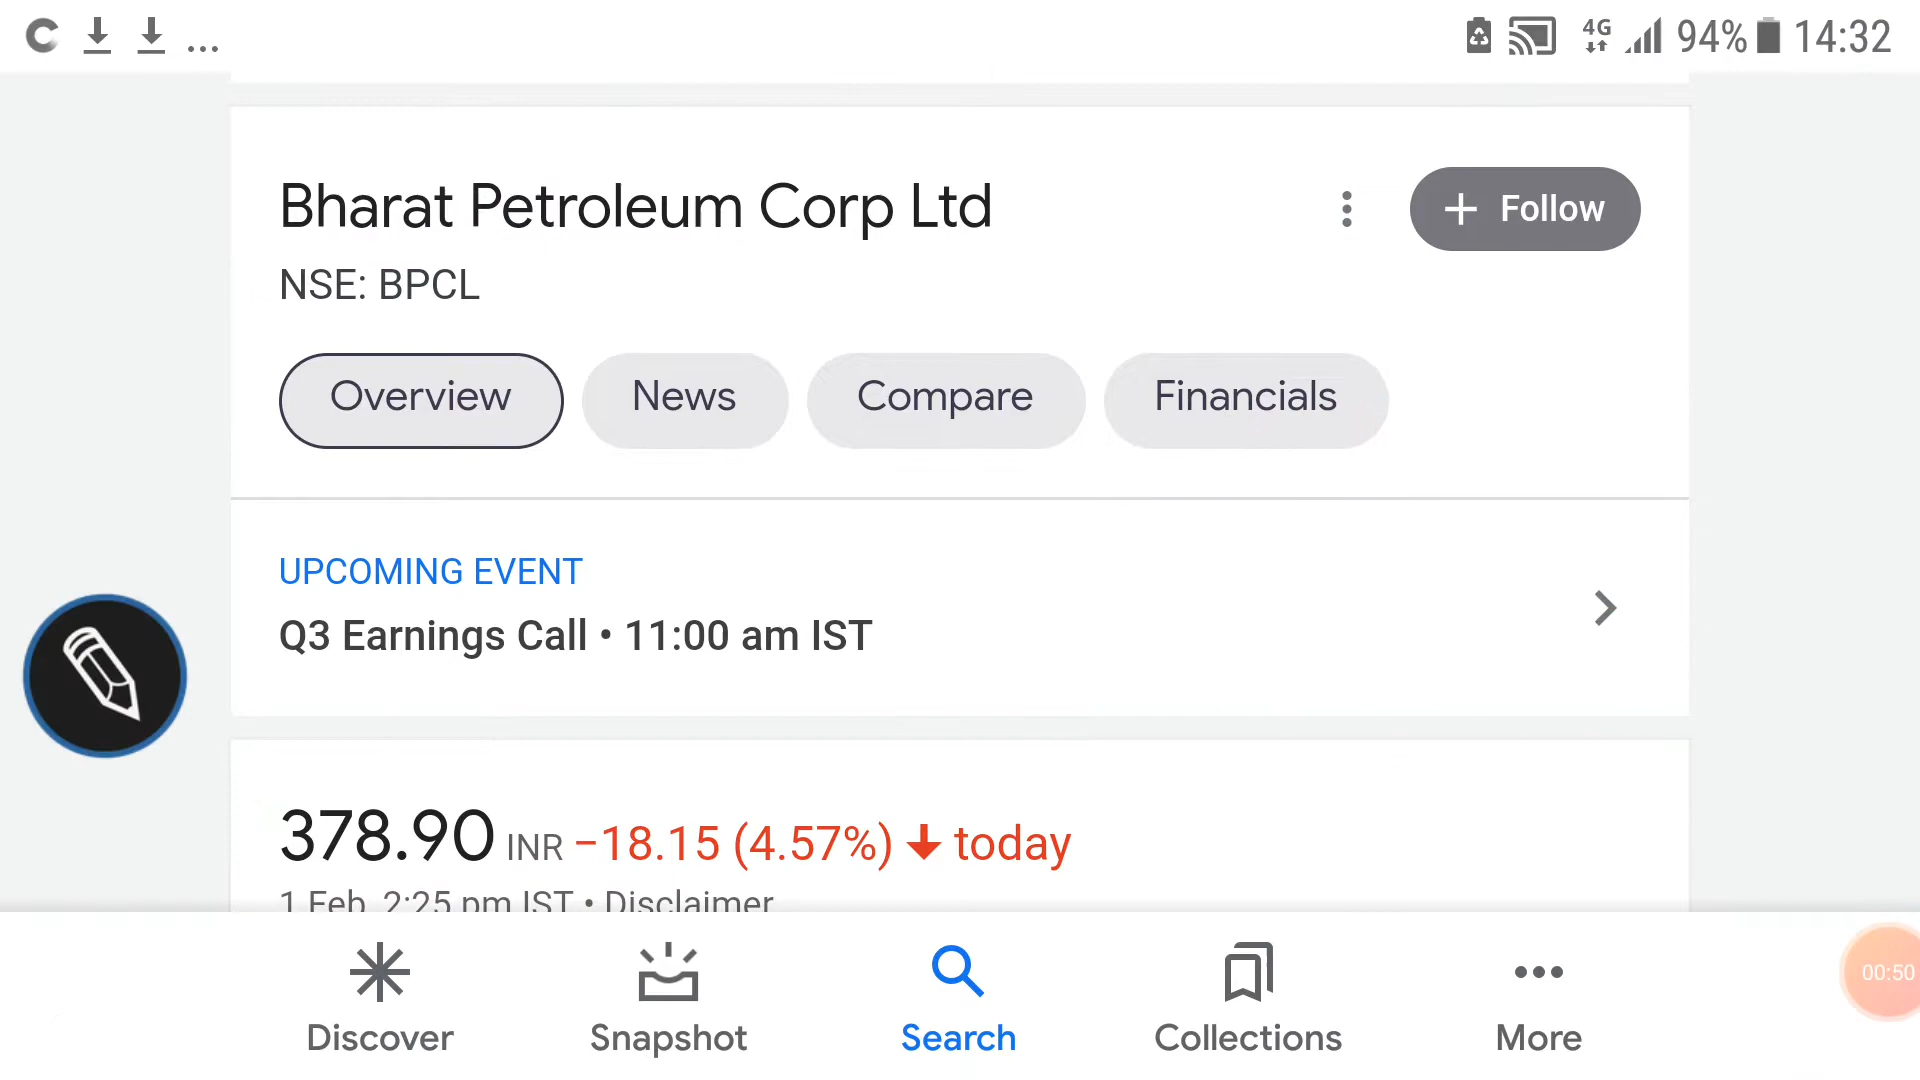 4G 94% 14:32
Bharat Petroleum Corp Ltd
+ Follow
NSE: BPCL
Overview News Compare Financials
UPCOMING EVENT
Q3 Earnings Call • 11:00 am IST
378.90 INR −18.15 (4.57%) ↓ today
1 Feb, 2:25 pm IST • Disclaimer
00:50
Discover Snapshot Search Collections More